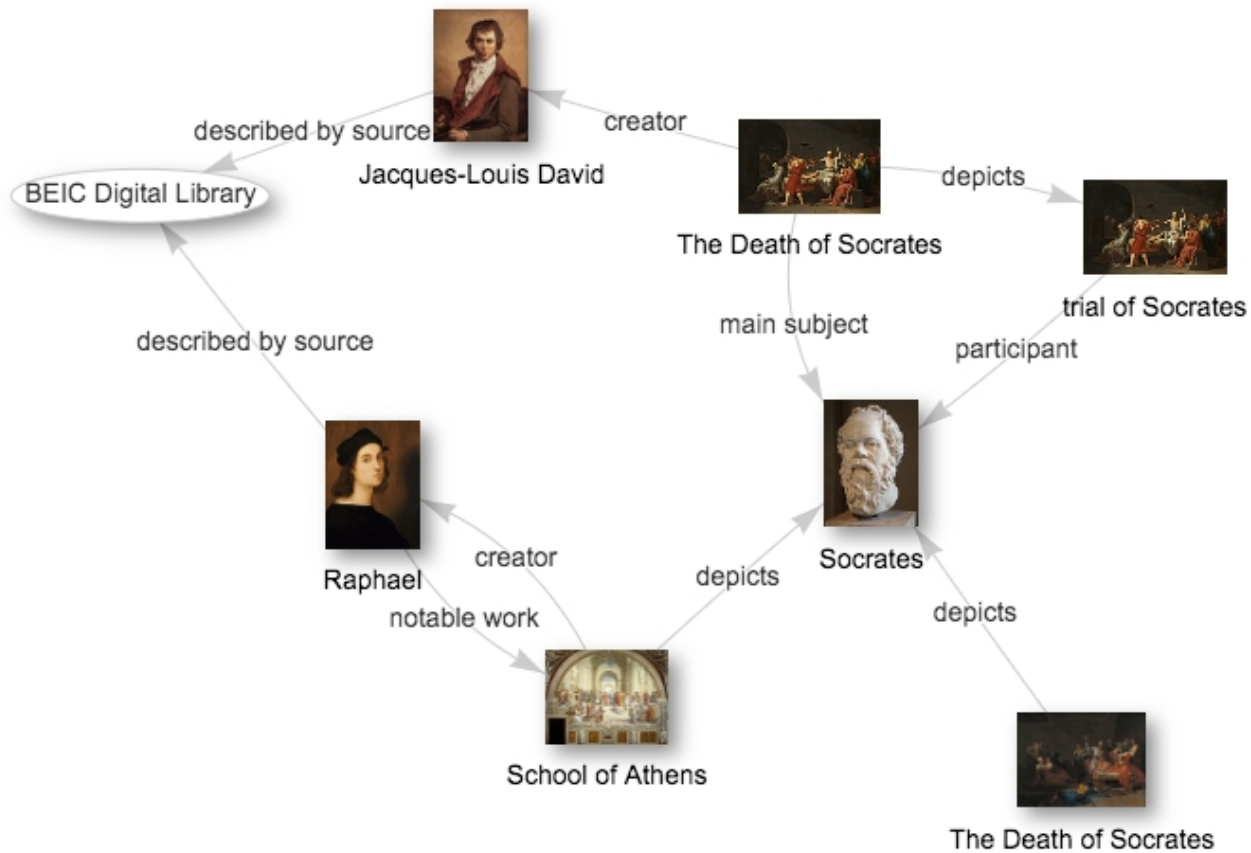 described by source
creator
BEIC Digital Library
Jacques-Louis David
depicts
The Death of Socrates
trial of Socrates
main subject
described by source
participant
creator
Socrates
Raphael
depicts
notable work
depicts
School of Athens
The Death of Socrates